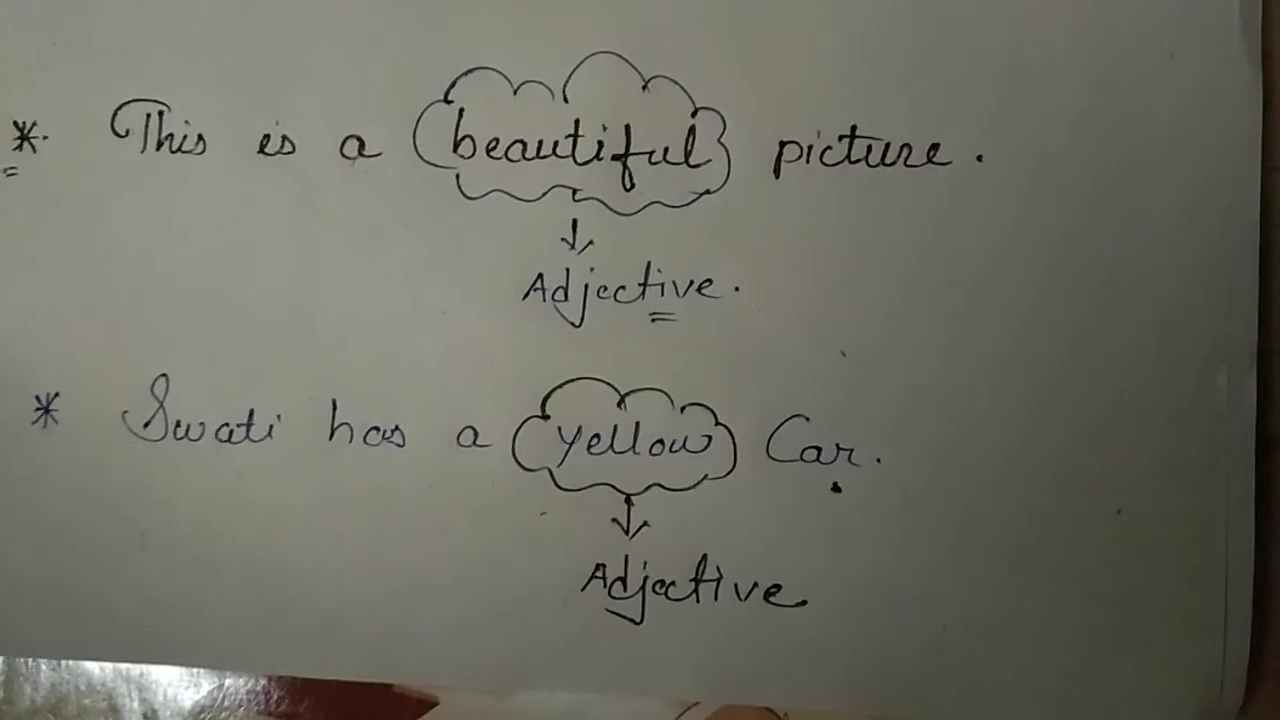 * This is a beautiful picture.
Adjective.
* Swati has a yellow Car.
Adjective